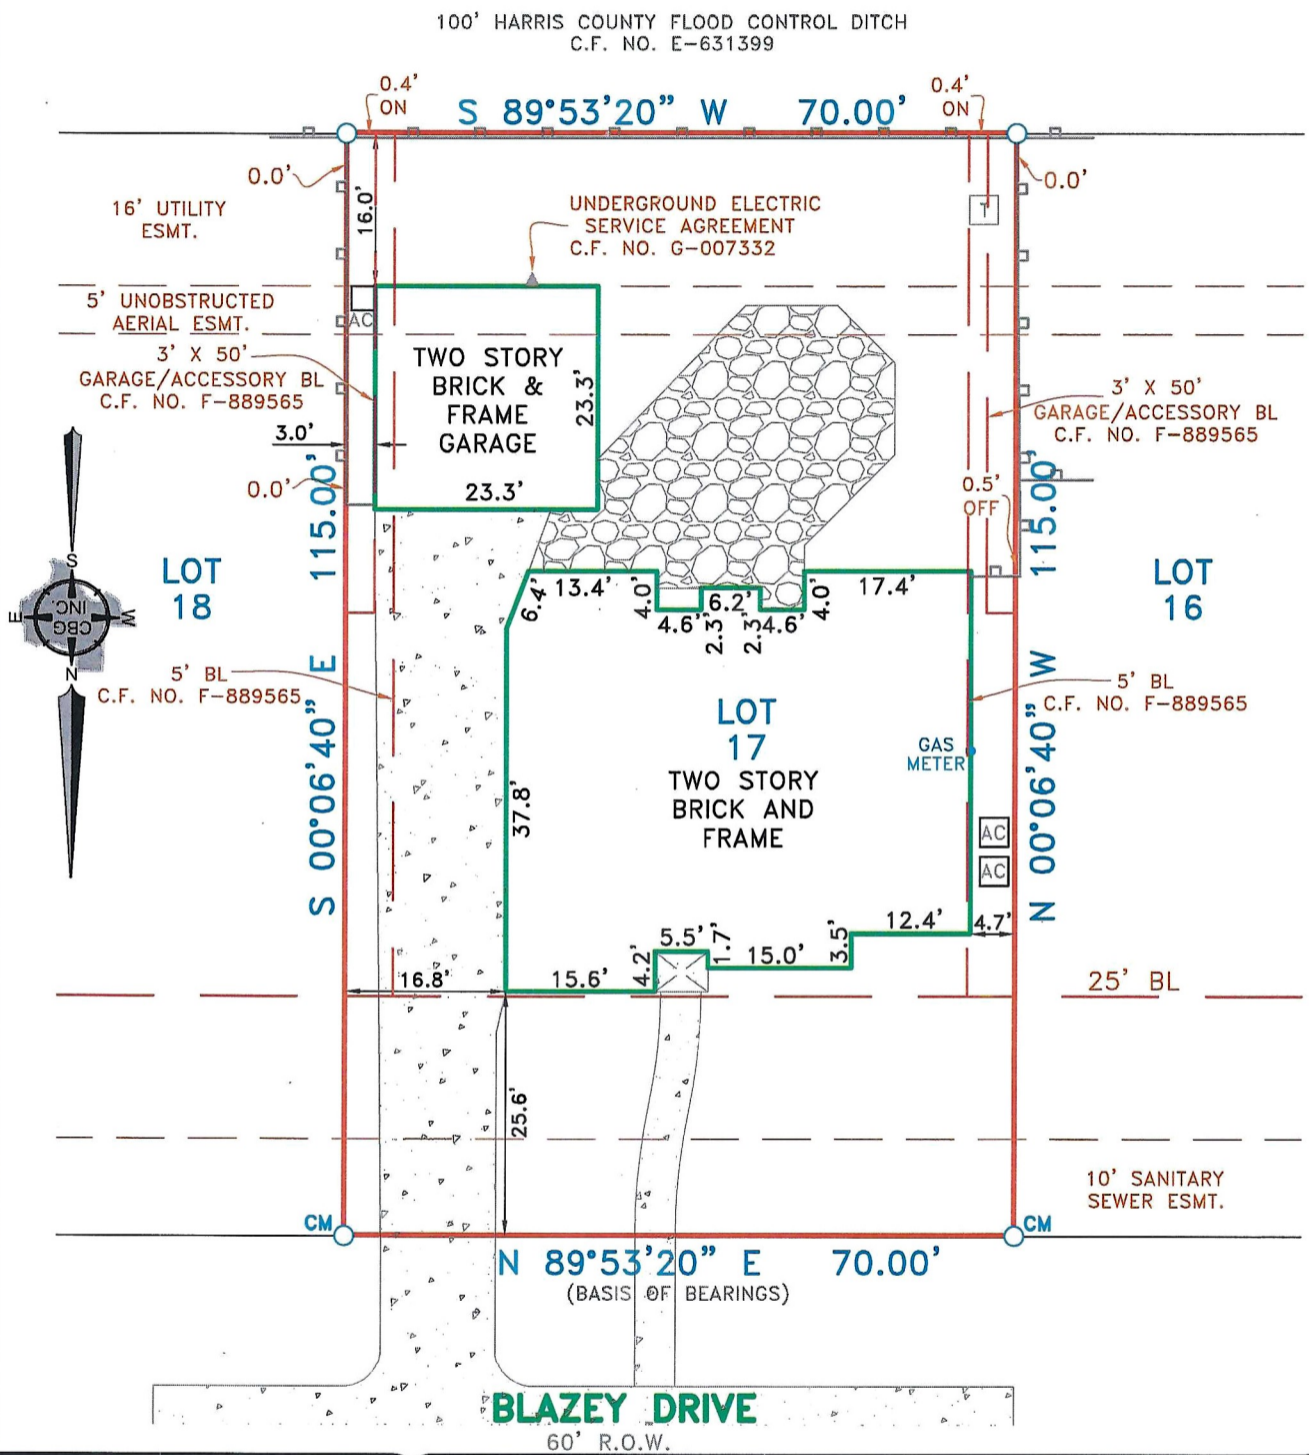 100' HARRIS COUNTY FLOOD CONTROL DITCH
C.F. NO. E-631399
0.4'
ON
S 89°53'20" W 70.00'
0.4'
ON
0.0'
0.0'
16' UTILITY
ESMT.
16.0'
UNDERGROUND ELECTRIC
SERVICE AGREEMENT
C.F. NO. G-007332
T
5' UNOBSTRUCTED
AERIAL ESMT.
AC
3' X 50'
GARAGE/ACCESSORY BL
C.F. NO. F-889565
TWO STORY
BRICK &
FRAME
GARAGE
23.3'
23.3'
3' X 50'
GARAGE/ACCESSORY BL
C.F. NO. F-889565
3.0'
0.0'
0.5'
OFF
S 00°06'40" E 115.00'
N 00°06'40" W 115.00'
LOT
18
LOT
16
S
E
W
N
CBG
INC.
6.4'
13.4'
4.0'
4.6'
2.3'
6.2'
2.3'
4.6'
4.0'
17.4'
5' BL
C.F. NO. F-889565
5' BL
C.F. NO. F-889565
LOT
17
TWO STORY
BRICK AND
FRAME
GAS
METER
37.8'
AC
AC
12.4'
4.7'
3.5'
15.0'
1.7'
5.5'
4.2'
15.6'
16.8'
25' BL
25.6'
10' SANITARY
SEWER ESMT.
CM
CM
N 89°53'20" E 70.00'
(BASIS OF BEARINGS)
BLAZEY DRIVE
60' R.O.W.